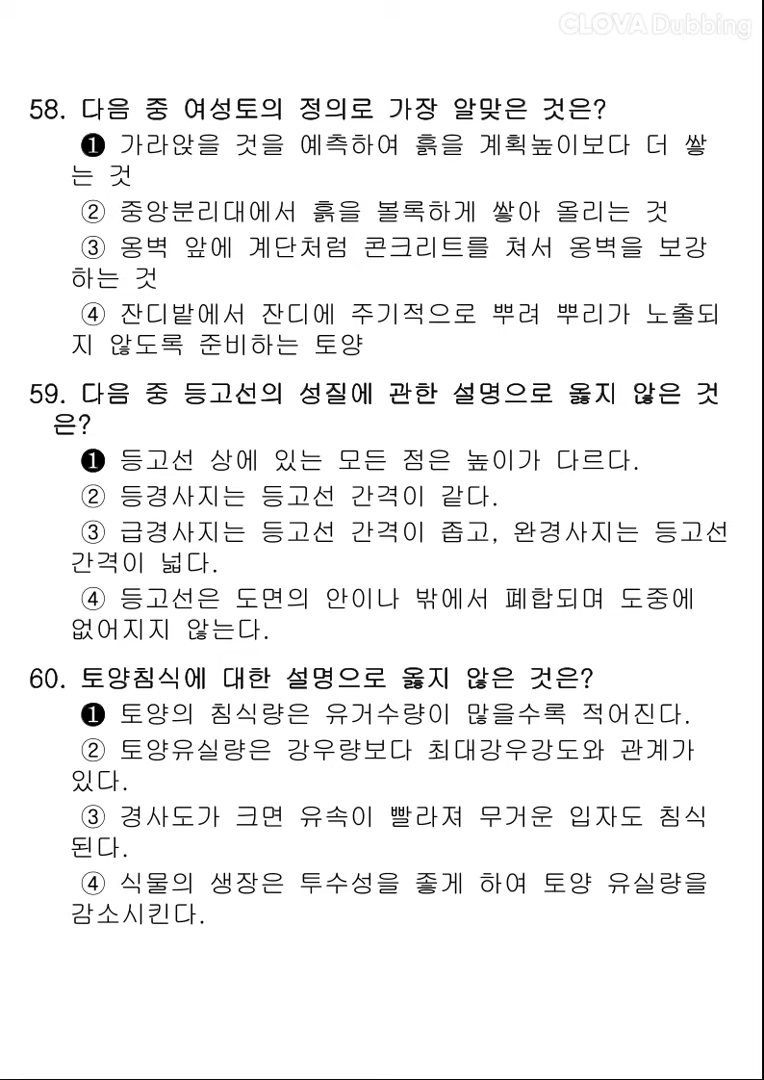 CLOVA Dubbing
58. 다음 중 여성토의 정의로 가장 알맞은 것은?
❶ 가라앉을 것을 예측하여 흙을 계획높이보다 더 쌓
는 것
② 중앙분리대에서 흙을 볼록하게 쌓아 올리는 것
③ 옹벽 앞에 계단처럼 콘크리트를 쳐서 옹벽을 보강
하는 것
④ 잔디밭에서 잔디에 주기적으로 뿌려 뿌리가 노출되
지 않도록 준비하는 토양
59. 다음 중 등고선의 성질에 관한 설명으로 옳지 않은 것
은?
❶ 등고선 상에 있는 모든 점은 높이가 다르다.
② 등경사지는 등고선 간격이 같다.
③ 급경사지는 등고선 간격이 좁고, 완경사지는 등고선
간격이 넓다.
④ 등고선은 도면의 안이나 밖에서 폐합되며 도중에
없어지지 않는다.
60. 토양침식에 대한 설명으로 옳지 않은 것은?
❶ 토양의 침식량은 유거수량이 많을수록 적어진다.
② 토양유실량은 강우량보다 최대강우강도와 관계가
있다.
③ 경사도가 크면 유속이 빨라져 무거운 입자도 침식
된다.
④ 식물의 생장은 투수성을 좋게 하여 토양 유실량을
감소시킨다.